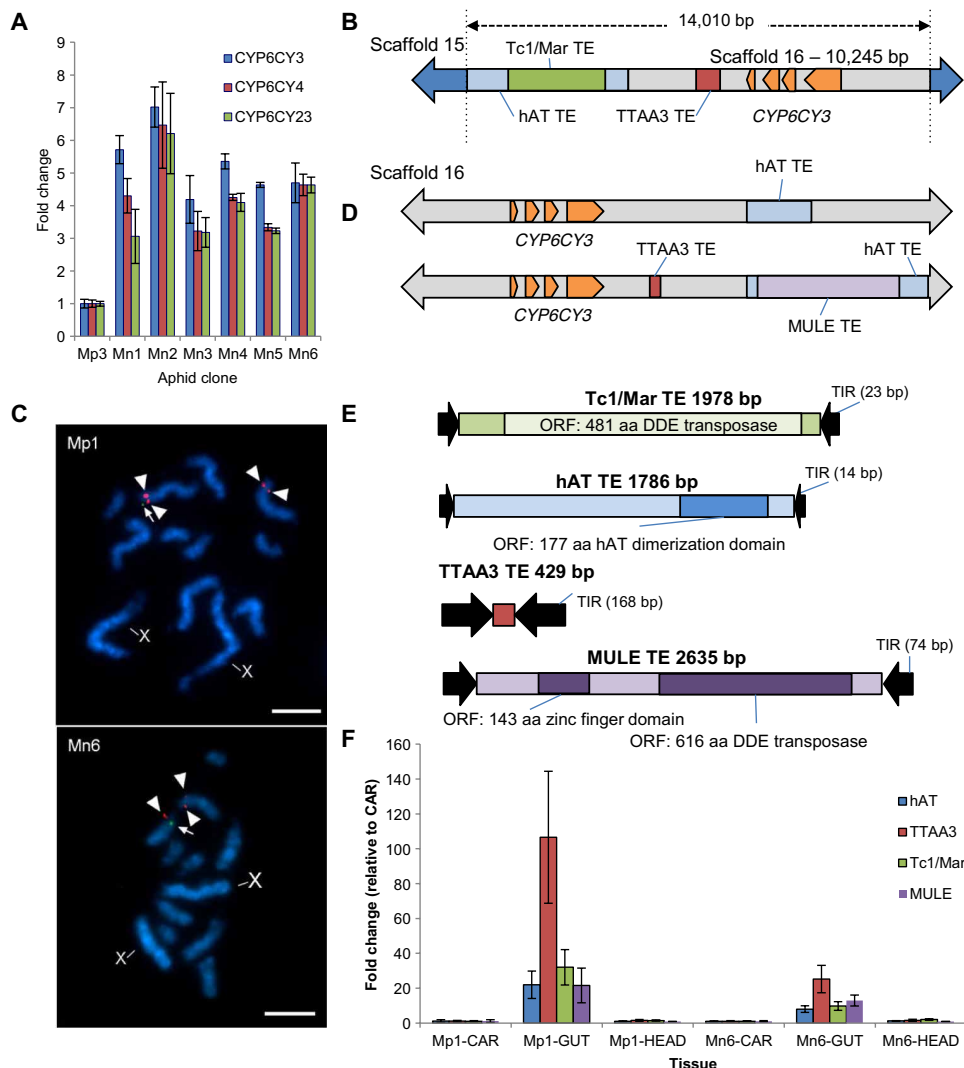 A
9
8
7
6
5
4
3
2
1
0
Fold change
CYP6CY3
CYP6CY4
CYP6CY23
Mp3 Mn1 Mn2 Mn3 Mn4 Mn5 Mn6
Aphid clone
B
14,010 bp
Scaffold 15
Tc1/Mar TE
Scaffold 16 – 10,245 bp
hAT TE
TTAA3 TE
CYP6CY3
Scaffold 16
hAT TE
D
CYP6CY3
TTAA3 TE
hAT TE
CYP6CY3
MULE TE
C
Mp1
X
X
Mn6
X
X
E
Tc1/Mar TE 1978 bp
TIR (23 bp)
ORF: 481 aa DDE transposase
hAT TE 1786 bp
TIR (14 bp)
ORF: 177 aa hAT dimerization domain
TTAA3 TE 429 bp
TIR (168 bp)
MULE TE 2635 bp
TIR (74 bp)
ORF: 143 aa zinc finger domain
ORF: 616 aa DDE transposase
F
160
140
120
100
80
60
40
20
0
Fold change (relative to CAR)
hAT
TTAA3
Tc1/Mar
MULE
Mp1-CAR Mp1-GUT Mp1-HEAD Mn6-CAR Mn6-GUT Mn6-HEAD
Tissue